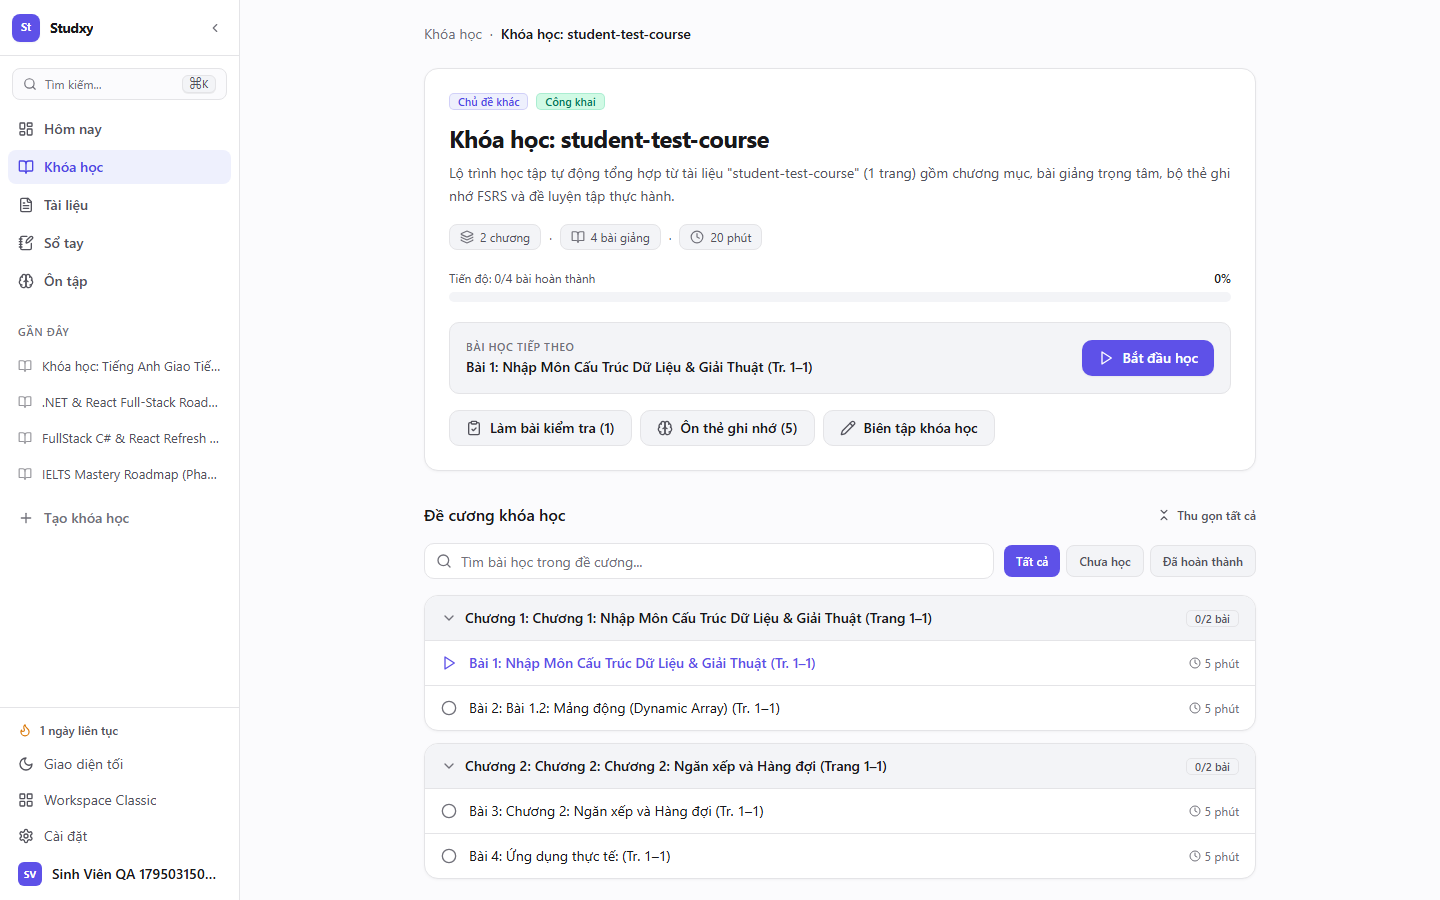 St Studxy
Tìm kiếm... ⌘K
Hôm nay
Khóa học
Tài liệu
Sổ tay
Ôn tập
GẦN ĐÂY
Khóa học: Tiếng Anh Giao Tiế...
.NET & React Full-Stack Road...
FullStack C# & React Refresh ...
IELTS Mastery Roadmap (Pha...
Tạo khóa học
1 ngày liên tục
Giao diện tối
Workspace Classic
Cài đặt
SV Sinh Viên QA 179503150...
Khóa học · Khóa học: student-test-course
Chủ đề khác Công khai
Khóa học: student-test-course
Lộ trình học tập tự động tổng hợp từ tài liệu "student-test-course" (1 trang) gồm chương mục, bài giảng trọng tâm, bộ thẻ ghi
nhớ FSRS và đề luyện tập thực hành.
2 chương · 4 bài giảng · 20 phút
Tiến độ: 0/4 bài hoàn thành 0%
BÀI HỌC TIẾP THEO
Bài 1: Nhập Môn Cấu Trúc Dữ Liệu & Giải Thuật (Tr. 1–1)
Bắt đầu học
Làm bài kiểm tra (1) Ôn thẻ ghi nhớ (5) Biên tập khóa học
Đề cương khóa học Thu gọn tất cả
Tìm bài học trong đề cương... Tất cả Chưa học Đã hoàn thành
Chương 1: Chương 1: Nhập Môn Cấu Trúc Dữ Liệu & Giải Thuật (Trang 1–1) 0/2 bài
Bài 1: Nhập Môn Cấu Trúc Dữ Liệu & Giải Thuật (Tr. 1–1) 5 phút
Bài 2: Bài 1.2: Mảng động (Dynamic Array) (Tr. 1–1) 5 phút
Chương 2: Chương 2: Chương 2: Ngăn xếp và Hàng đợi (Trang 1–1) 0/2 bài
Bài 3: Chương 2: Ngăn xếp và Hàng đợi (Tr. 1–1) 5 phút
Bài 4: Ứng dụng thực tế: (Tr. 1–1) 5 phút